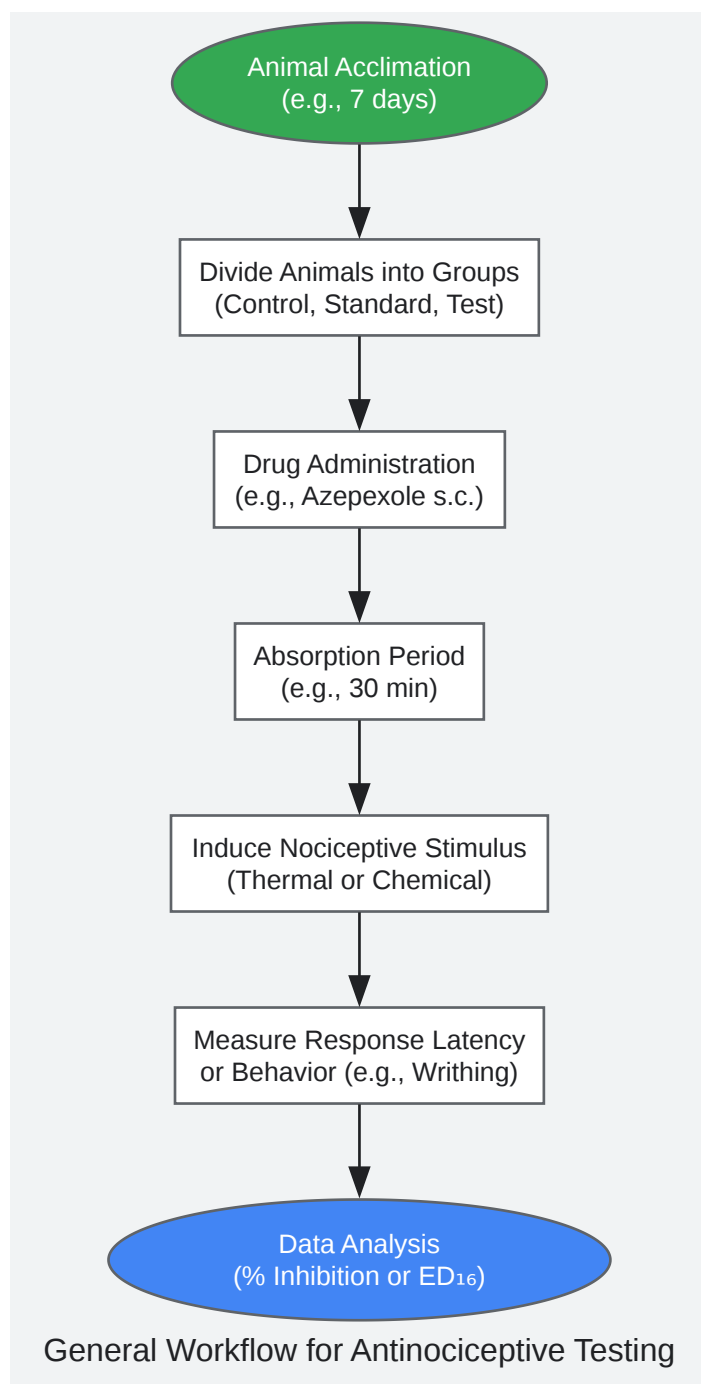 Animal Acclimation
(e.g., 7 days)
Divide Animals into Groups
(Control, Standard, Test)
Drug Administration
(e.g., Azepexole s.c.)
Absorption Period
(e.g., 30 min)
Induce Nociceptive Stimulus
(Thermal or Chemical)
Measure Response Latency
or Behavior (e.g., Writhing)
Data Analysis
(% Inhibition or ED₁₆)
General Workflow for Antinociceptive Testing